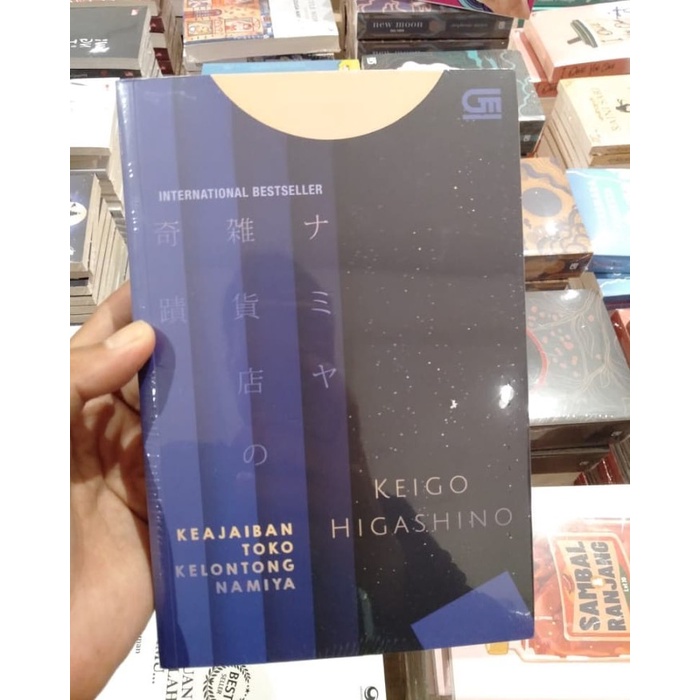 INTERNATIONAL BESTSELLER
ナミヤ
雑貨店の
奇蹟
KEIGO
HIGASHINO
KEAJAIBAN
TOKO
KELONTONG
NAMIYA
new moon
SAMBAL
RANJANG
BEST